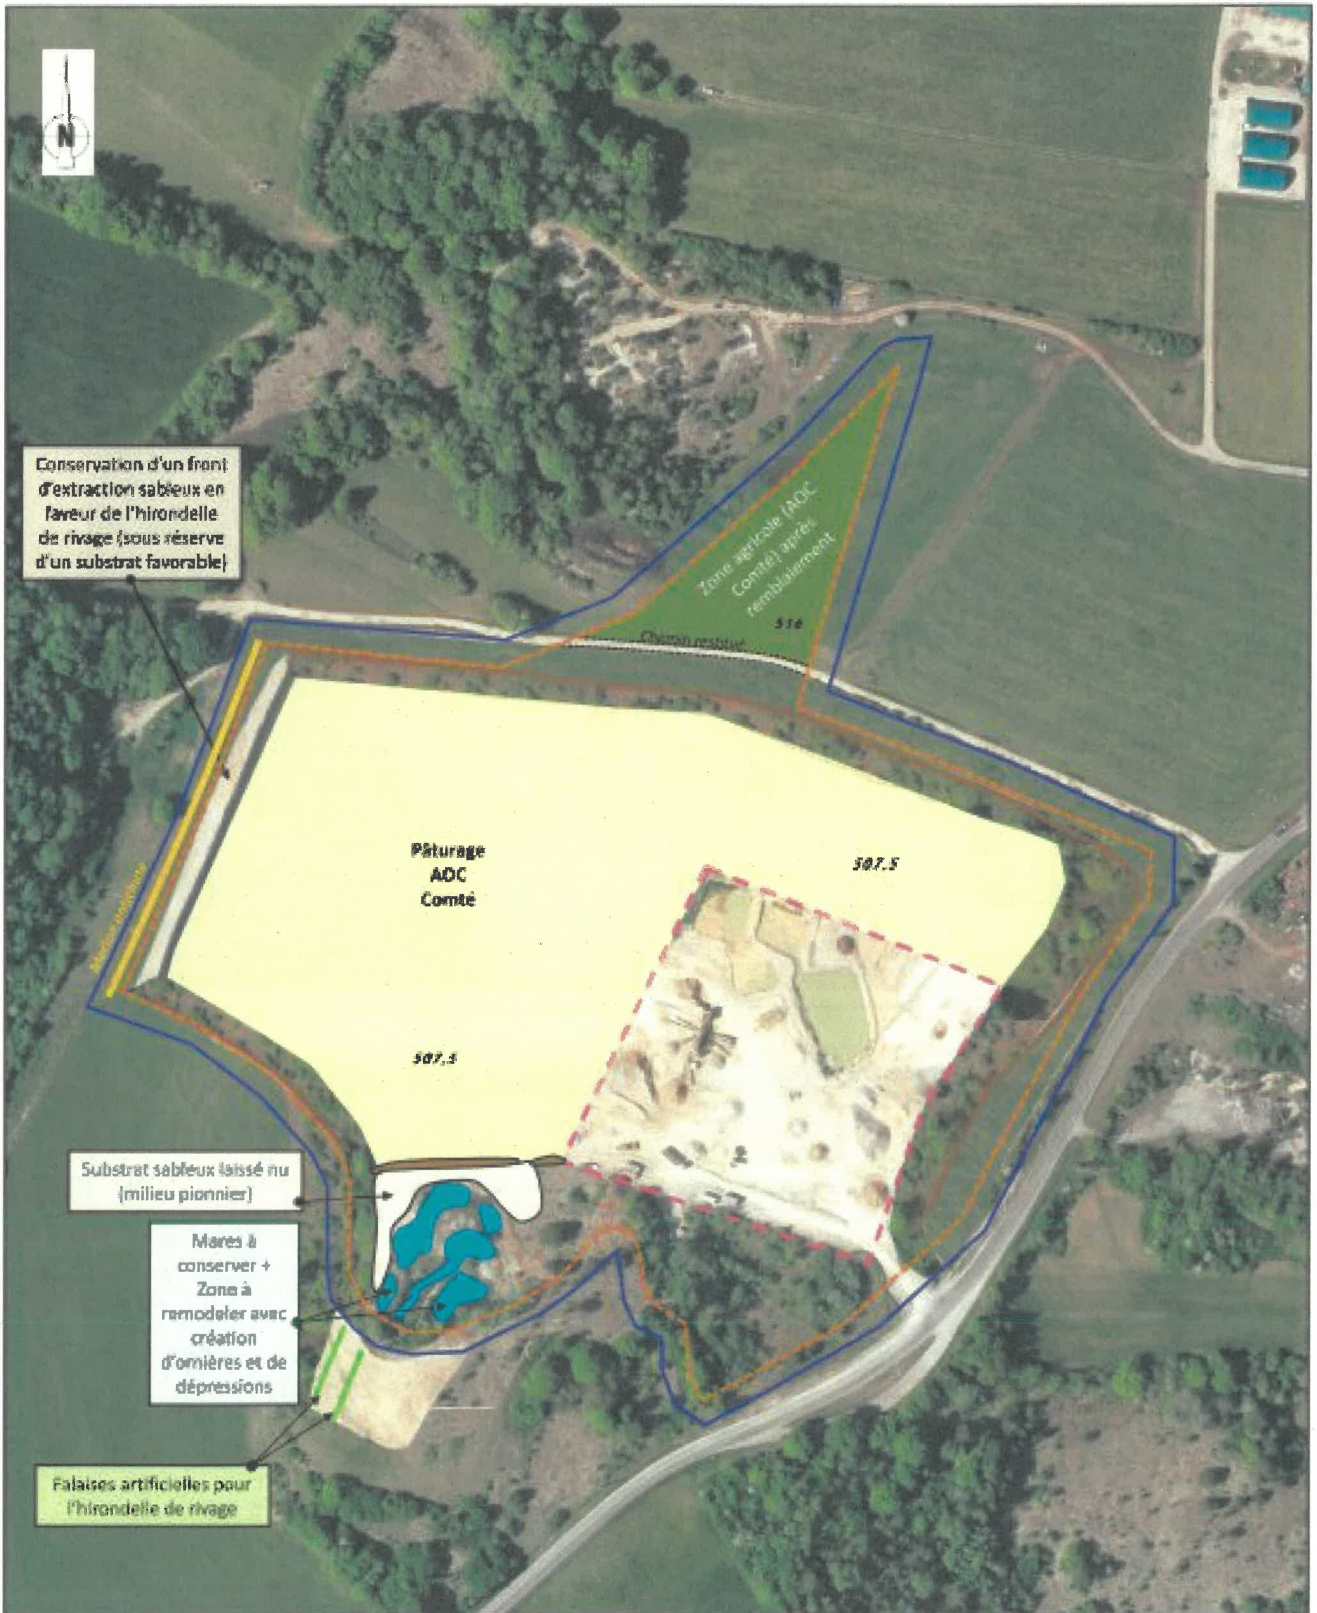 N
Conservation d'un front
d'extraction sableux en
faveur de l'hirondelle
de rivage (sous réserve
d'un substrat favorable)
Zone agricole (AOC
Comté) après
remblaiement
516
Chemin restitué
Pâturage
AOC
Comté
507.5
507.5
Substrat sableux laissé nu
(milieu pionnier)
Mares à
conserver +
Zone à
remodeler avec
création
d'ornières et de
dépressions
Falaises artificielles pour
l'hirondelle de rivage